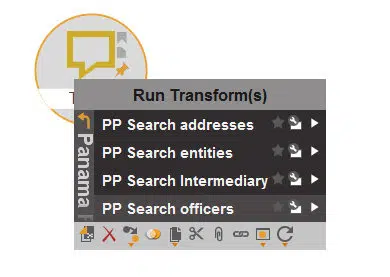 Run Transform(s)
PP Search addresses
PP Search entities
PP Search Intermediary
PP Search officers
Panama